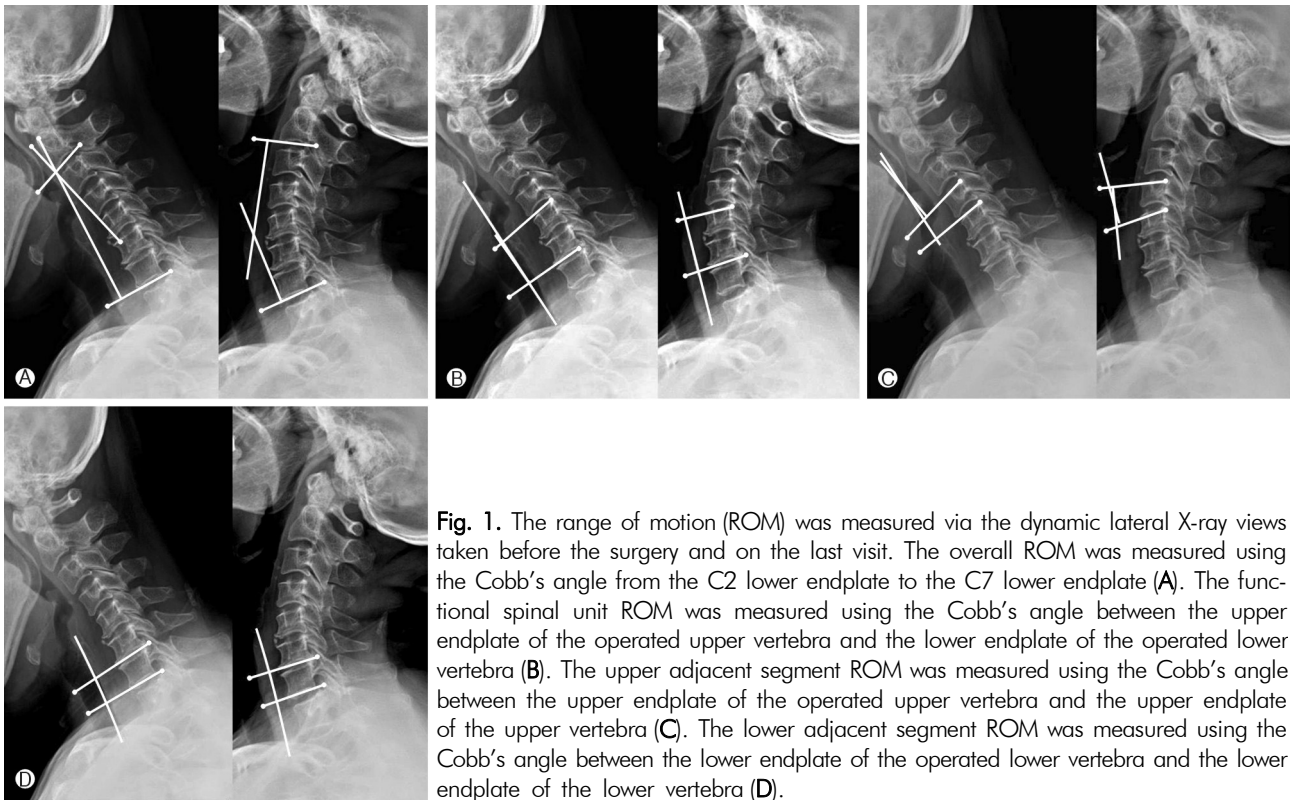 A
B
C
D
Fig. 1. The range of motion (ROM) was measured via the dynamic lateral X-ray views
taken before the surgery and on the last visit. The overall ROM was measured using
the Cobb's angle from the C2 lower endplate to the C7 lower endplate (A). The func-
tional spinal unit ROM was measured using the Cobb's angle between the upper
endplate of the operated upper vertebra and the lower endplate of the operated lower
vertebra (B). The upper adjacent segment ROM was measured using the Cobb's angle
between the upper endplate of the operated upper vertebra and the upper endplate
of the upper vertebra (C). The lower adjacent segment ROM was measured using the
Cobb's angle between the lower endplate of the operated lower vertebra and the lower
endplate of the lower vertebra (D).